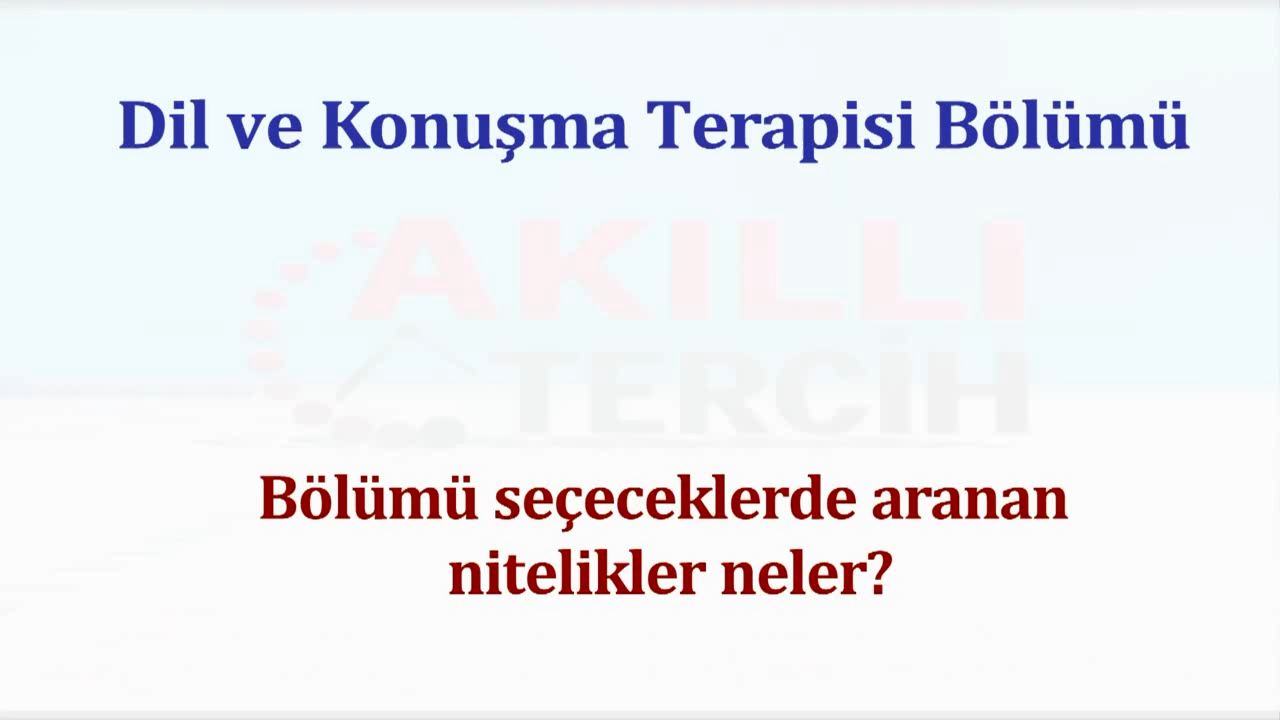 Dil ve Konuşma Terapisi Bölümü
AKILLI
TERCİH
Bölümü seçeceklerde aranan
nitelikler neler?